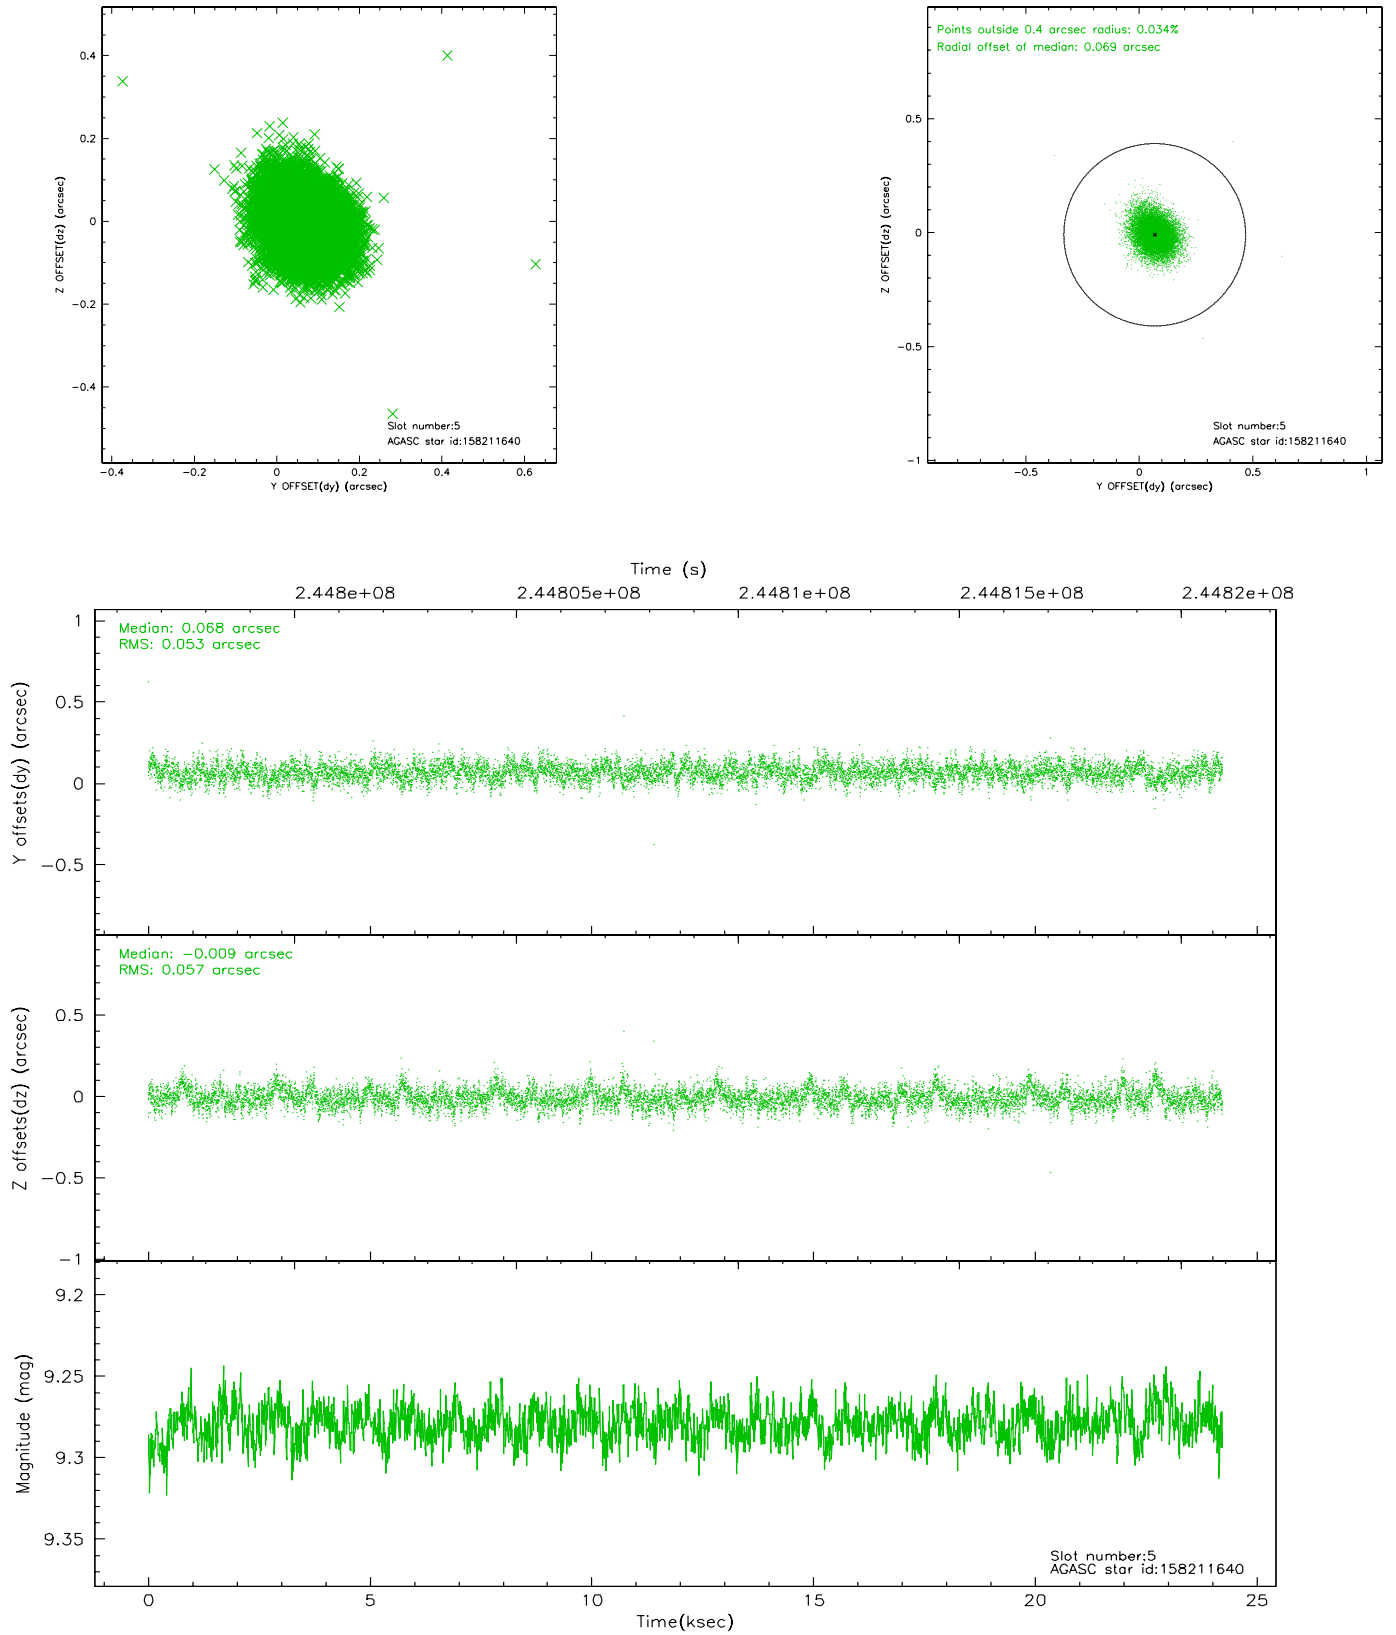 0.4
0.2
0
−0.2
−0.4
Z OFFSET(dz) (arcsec)
Slot number:5
AGASC star id:158211640
−0.4 −0.2 0 0.2 0.4 0.6
Y OFFSET(dy) (arcsec)
Points outside 0.4 arcsec radius: 0.034%
Radial offset of median: 0.069 arcsec
0.5
0
−0.5
−1
Z OFFSET(dz) (arcsec)
Slot number:5
AGASC star id:158211640
−0.5 0 0.5 1
Y OFFSET(dy) (arcsec)
Time (s)
2.448e+08 2.44805e+08 2.4481e+08 2.44815e+08 2.4482e+08
Median: 0.068 arcsec
RMS: 0.053 arcsec
1
0.5
0
−0.5
Y offsets(dy) (arcsec)
Median: −0.009 arcsec
RMS: 0.057 arcsec
0.5
0
−0.5
−1
Z offsets(dz) (arcsec)
9.2
9.25
9.3
9.35
Magnitude (mag)
Slot number:5
AGASC star id:158211640
0 5 10 15 20 25
Time(ksec)